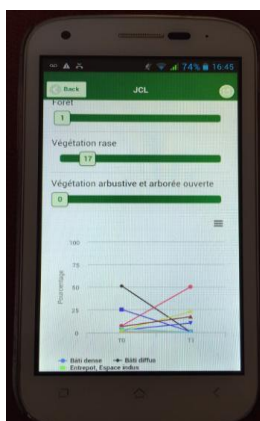 74% 16:45
Back
JCL
Forêt
1
Végétation rase
17
Végétation arbustive et arborée ouverte
0
100
75
50
25
0
Pourcentage
T0
T1
Bâti dense
Bâti diffus
Entrepot, Espace indus